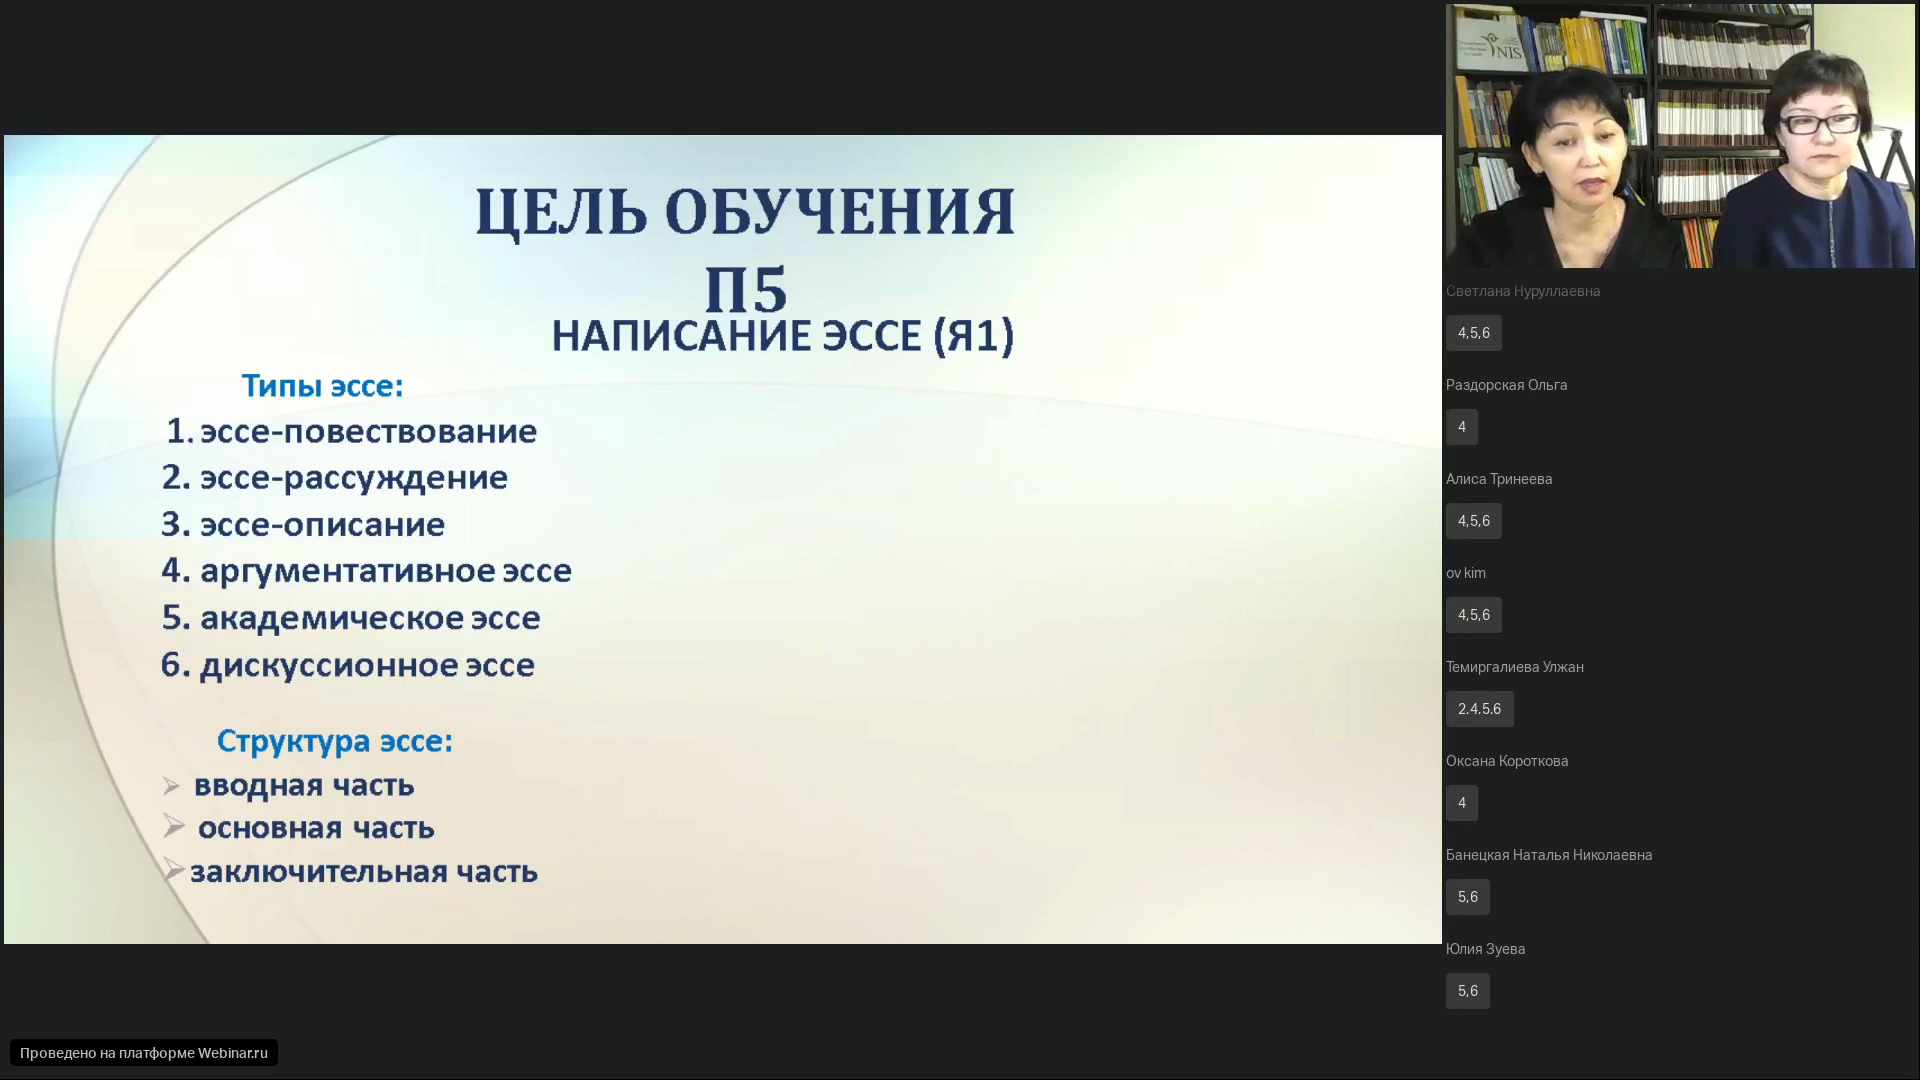 ЦЕЛЬ ОБУЧЕНИЯ
П5
НАПИСАНИЕ ЭССЕ (Я1)
Типы эссе:
1. эссе-повествование
2. эссе-рассуждение
3. эссе-описание
4. аргументативное эссе
5. академическое эссе
6. дискуссионное эссе
Структура эссе:
вводная часть
основная часть
заключительная часть
NIS
Светлана Нуруллаевна
4,5,6
Раздорская Ольга
4
Алиса Тринеева
4,5,6
ov kim
4,5,6
Темиргалиева Улжан
2.4.5.6
Оксана Короткова
4
Банецкая Наталья Николаевна
5,6
Юлия Зуева
5,6
Проведено на платформе Webinar.ru